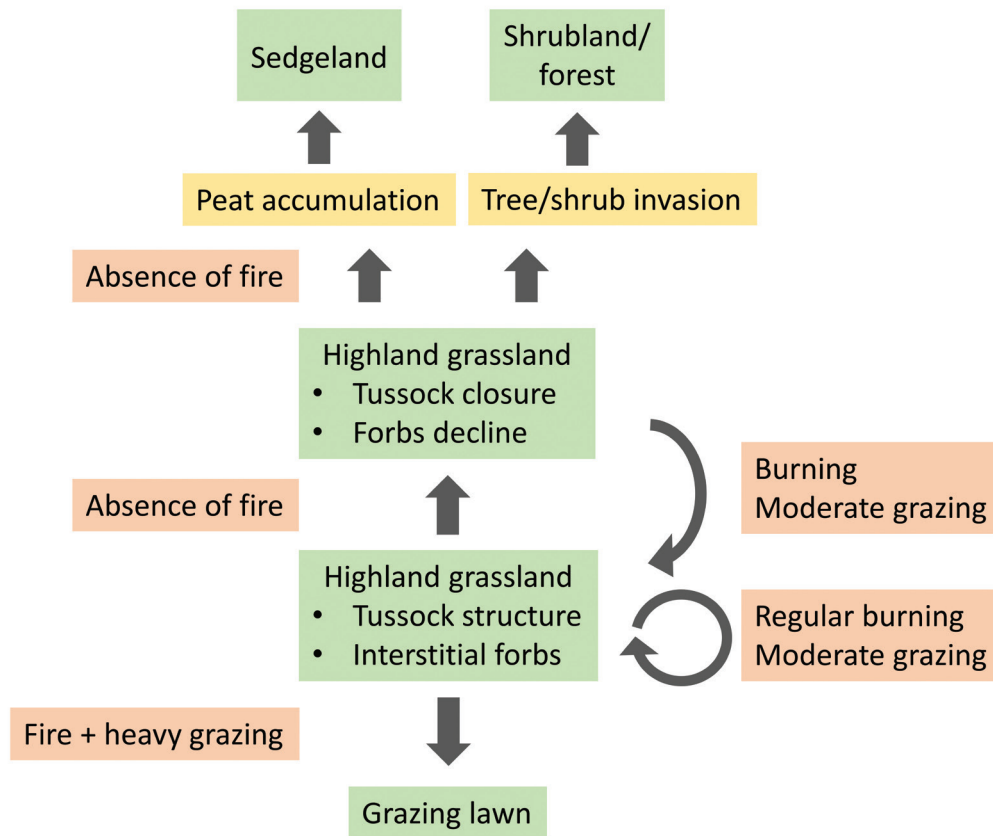 Sedgeland
Shrubland/
forest
Peat accumulation
Tree/shrub invasion
Absence of fire
Highland grassland
• Tussock closure
• Forbs decline
Burning
Moderate grazing
Absence of fire
Highland grassland
• Tussock structure
• Interstitial forbs
Regular burning
Moderate grazing
Fire + heavy grazing
Grazing lawn